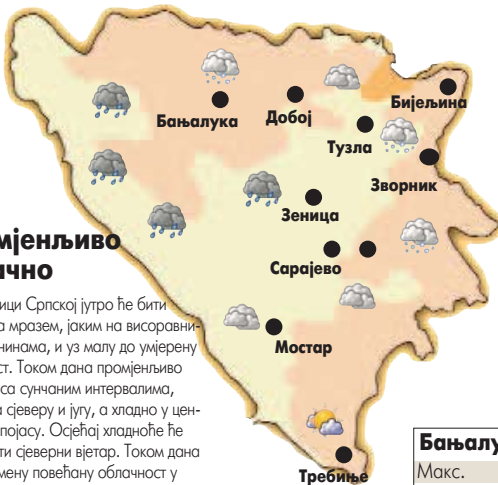 Бањалука
Добој
Бијељина
Тузла
Зворник
Зеница
Сарајево
Мостар
Требиње
мјенљиво
чно
ици Српској јутро ће бити
а мразем, јаким на висоравни-
нинама, и уз малу до умјерену
ст. Током дана промјенљиво
са сунчаним интервалима,
а сјеверу и југу, а хладно у цен-
појасу. Осјећај хладноће ће
ти сјеверни вјетар. Током дана
мену повећану облачност у
Бањалу
Макс.